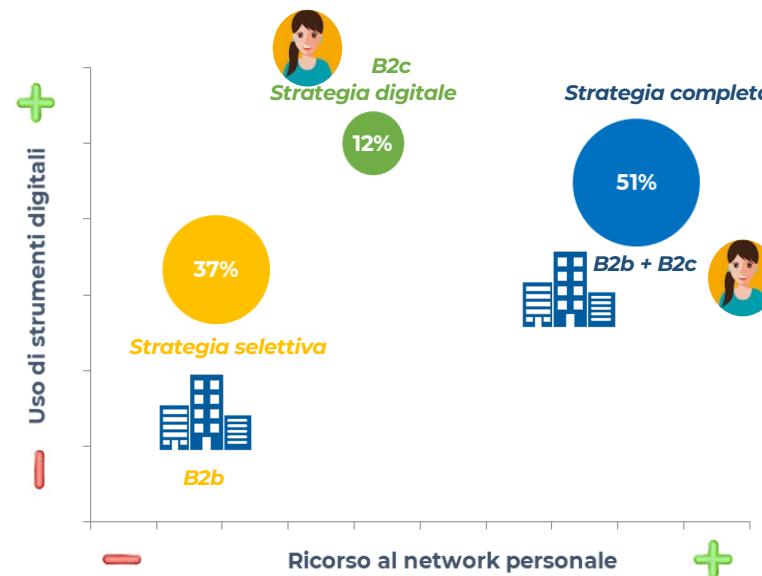 B2c
Strategia digitale
12%
Strategia completa
51%
B2b + B2c
37%
Strategia selettiva
B2b
Uso di strumenti digitali
Ricorso al network personale